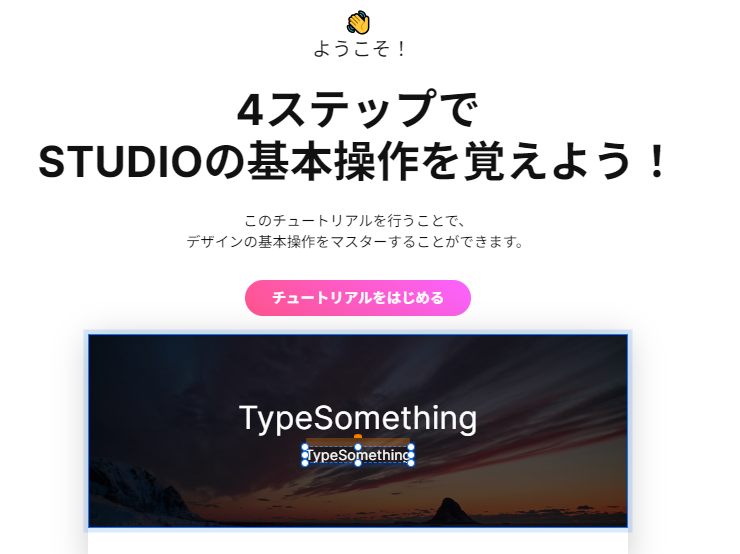 ようこそ！
4ステップで
STUDIOの基本操作を覚えよう！
このチュートリアルを行うことで、
デザインの基本操作をマスターすることができます。
チュートリアルをはじめる
TypeSomething
TypeSomething